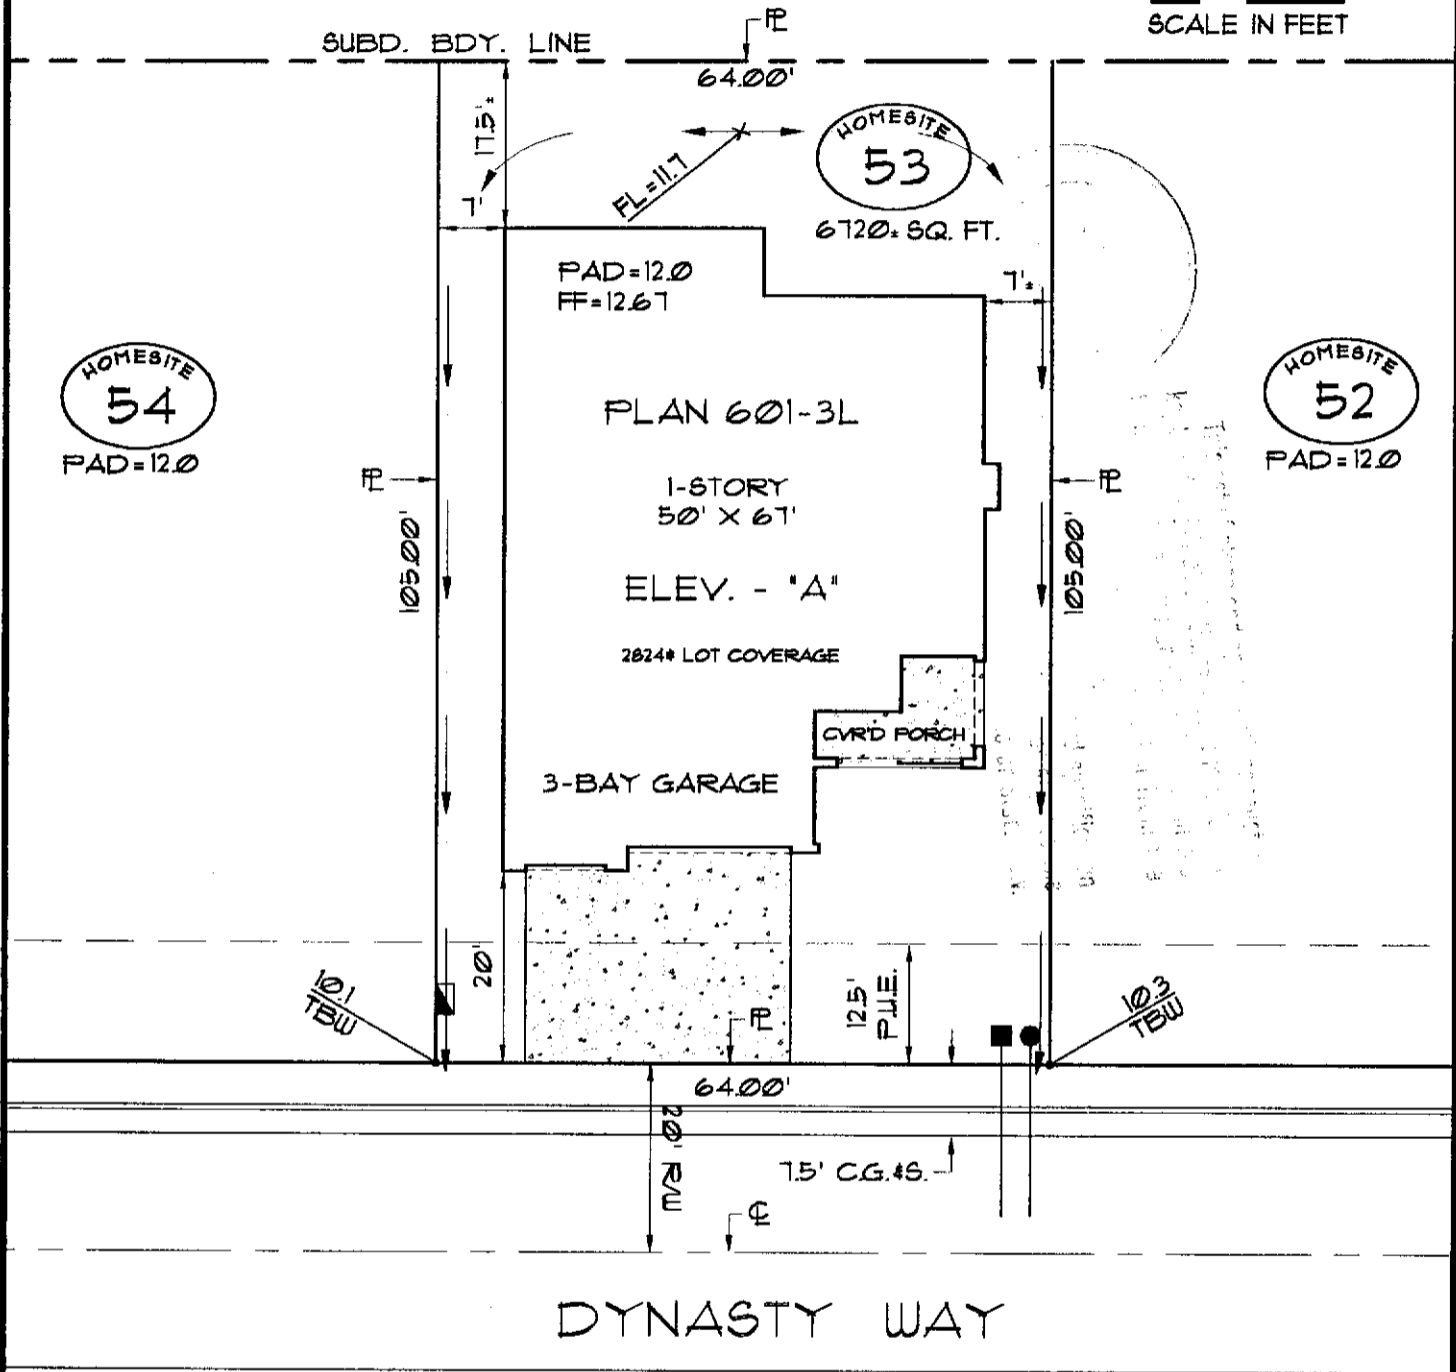 SCALE IN FEET
SUBD. BDY. LINE
PL
64.00'
17.5'±
HOMESITE
53
6720± SQ. FT.
FL=11.7
7'
7'±
PAD=12.0
FF=12.67
HOMESITE
54
PAD=12.0
HOMESITE
52
PAD=12.0
PLAN 601-3L
PL
PL
1-STORY
50' X 67'
105.00'
105.00'
ELEV. - "A"
2824# LOT COVERAGE
CVR'D PORCH
3-BAY GARAGE
20'
12.5'
P.U.E.
10.1
TBW
10.3
TBW
PL
64.00'
20' R/W
7.5' C.G.&S.
CL
DYNASTY WAY